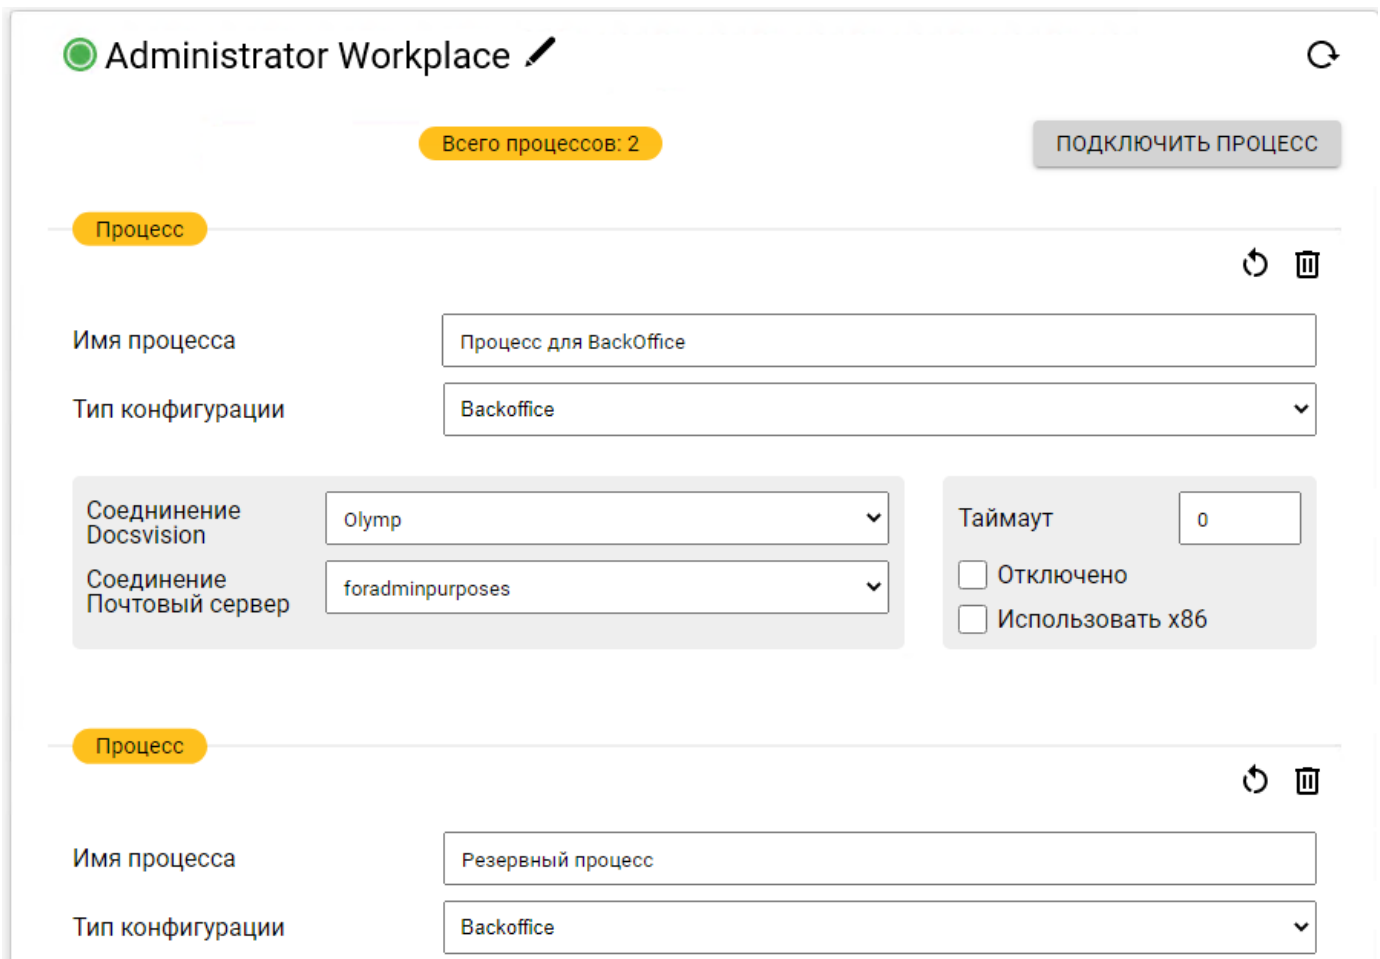 Administrator Workplace
Всего процессов: 2
ПОДКЛЮЧИТЬ ПРОЦЕСС
Процесс
Имя процесса
Процесс для BackOffice
Тип конфигурации
Backoffice
Соеднинение
Docsvision
Olymp
Соединение
Почтовый сервер
foradminpurposes
Таймаут
0
Отключено
Использовать x86
Процесс
Имя процесса
Резервный процесс
Тип конфигурации
Backoffice